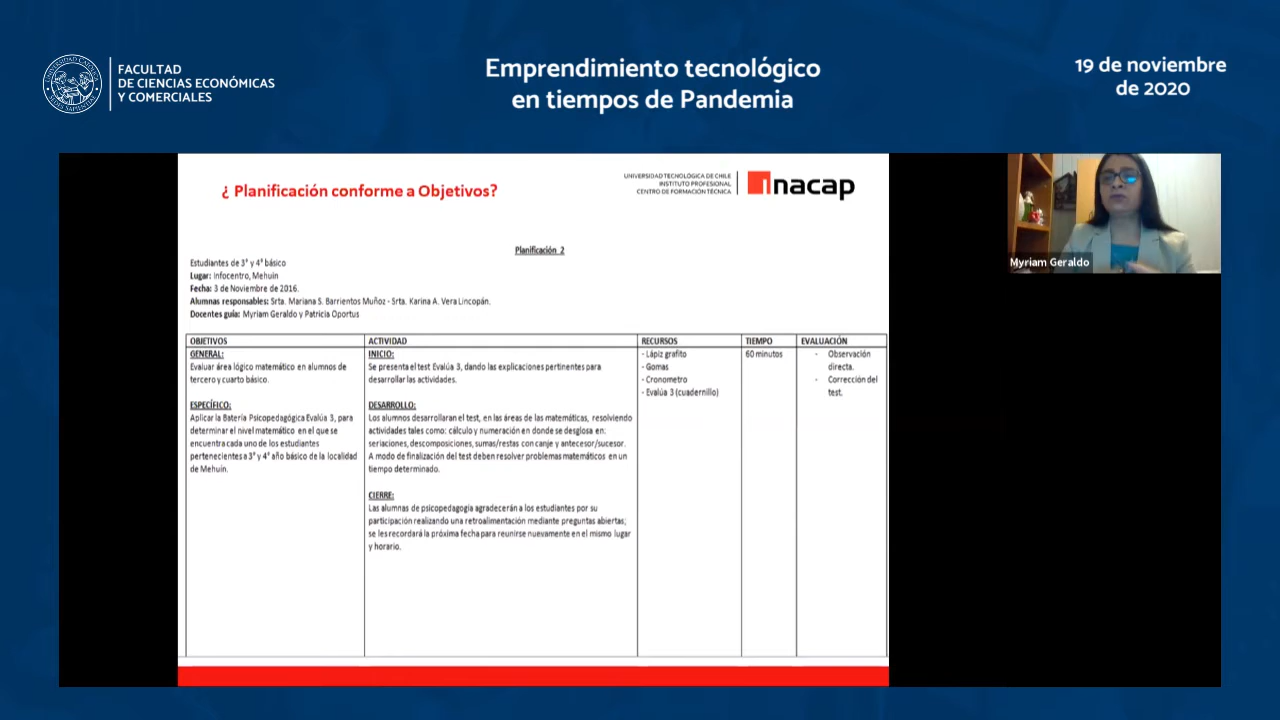 FACULTAD
DE CIENCIAS ECONÓMICAS
Y COMERCIALES
Emprendimiento tecnológico
en tiempos de Pandemia
19 de noviembre
de 2020
¿ Planificación conforme a Objetivos?
UNIVERSIDAD TECNOLÓGICA DE CHILE
INSTITUTO PROFESIONAL
CENTRO DE FORMACIÓN TÉCNICA
inacap
Myriam Geraldo
Planificación 2
Estudiantes de 3° y 4° básico
Lugar: Infocentro, Mehuin
Fecha: 3 de Noviembre de 2016.
Alumnas responsables: Srta. Mariana S. Barrientos Muñoz - Srta. Karina A. Vera Lincopán.
Docentes guía: Myriam Geraldo y Patricia Oportus
OBJETIVOS
GENERAL:
Evaluar área lógico matemático en alumnos de
tercero y cuarto básico.
ESPECÍFICO:
Aplicar la Batería Psicopedagógica Evalúa 3, para
determinar el nivel matemático en el que se
encuentra cada uno de los estudiantes
pertenecientes a 3° y 4° año básico de la localidad
de Mehuín.
ACTIVIDAD
INICIO:
Se presenta el test Evalúa 3, dando las explicaciones pertinentes para
desarrollar las actividades.
DESARROLLO:
Los alumnos desarrollaran el test, en las áreas de las matemáticas, resolviendo
actividades tales como: cálculo y numeración en donde se desglosa en:
seriaciones, descomposiciones, sumas/restas con canje y antecesor/sucesor.
A modo de finalización del test deben resolver problemas matemáticos en un
tiempo determinado.
CIERRE:
Las alumnas de psicopedagogía agradecerán a los estudiantes por su
participación realizando una retroalimentación mediante preguntas abiertas;
se les recordará la próxima fecha para reunirse nuevamente en el mismo lugar
y horario.
RECURSOS
- Lápiz grafito
- Gomas
- Cronometro
- Evalúa 3 (cuadernillo)
TIEMPO
60 minutos
EVALUACIÓN
- Observación
directa.
- Corrección del
test.